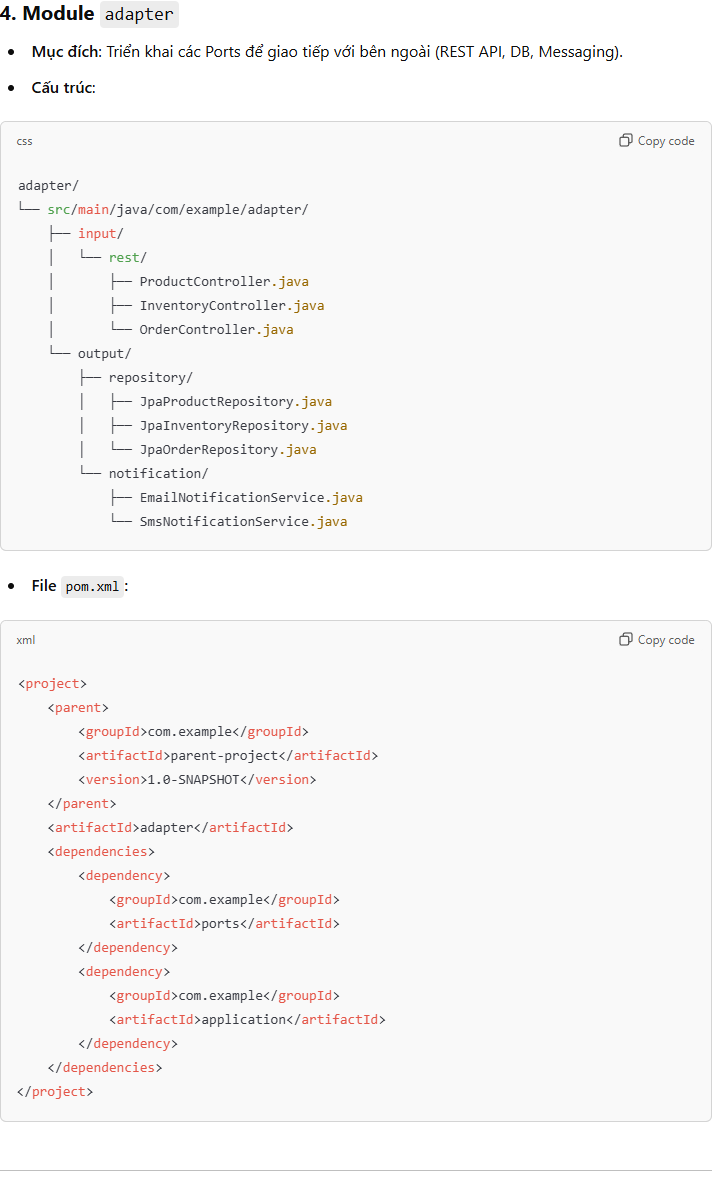 4. Module adapter
• Mục đích: Triển khai các Ports để giao tiếp với bên ngoài (REST API, DB, Messaging).
• Cấu trúc:
css
Copy code
adapter/
└── src/main/java/com/example/adapter/
    ├── input/
    │   └── rest/
    │       ├── ProductController.java
    │       ├── InventoryController.java
    │       └── OrderController.java
    └── output/
        ├── repository/
        │   ├── JpaProductRepository.java
        │   ├── JpaInventoryRepository.java
        │   └── JpaOrderRepository.java
        └── notification/
            ├── EmailNotificationService.java
            └── SmsNotificationService.java
• File pom.xml:
xml
Copy code
<project>
    <parent>
        <groupId>com.example</groupId>
        <artifactId>parent-project</artifactId>
        <version>1.0-SNAPSHOT</version>
    </parent>
    <artifactId>adapter</artifactId>
    <dependencies>
        <dependency>
            <groupId>com.example</groupId>
            <artifactId>ports</artifactId>
        </dependency>
        <dependency>
            <groupId>com.example</groupId>
            <artifactId>application</artifactId>
        </dependency>
    </dependencies>
</project>